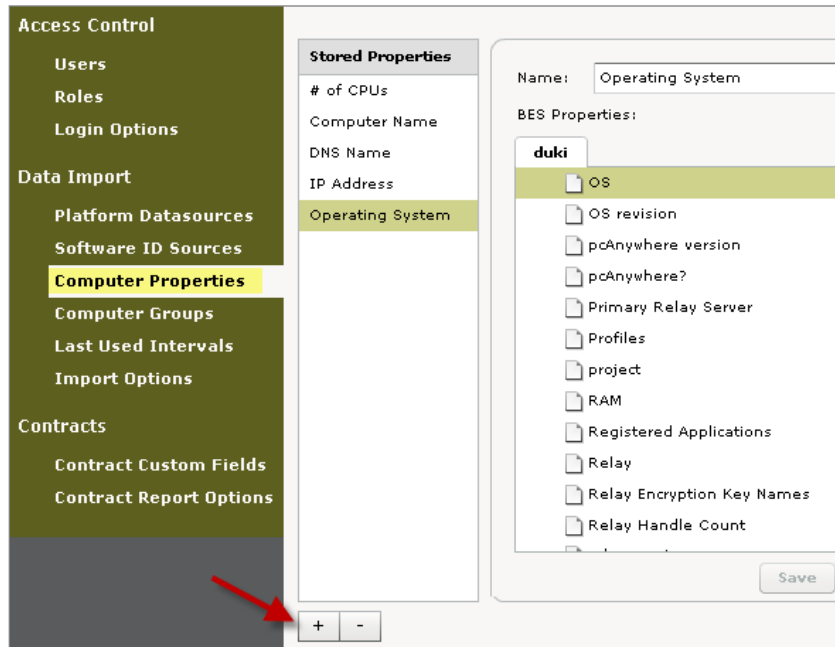 Access Control
Users
Roles
Login Options
Data Import
Platform Datasources
Software ID Sources
Computer Properties
Computer Groups
Last Used Intervals
Import Options
Contracts
Contract Custom Fields
Contract Report Options
Stored Properties
# of CPUs
Computer Name
DNS Name
IP Address
Operating System
+ -
Name: Operating System
BES Properties:
duki
OS
OS revision
pcAnywhere version
pcAnywhere?
Primary Relay Server
Profiles
project
RAM
Registered Applications
Relay
Relay Encryption Key Names
Relay Handle Count
Save